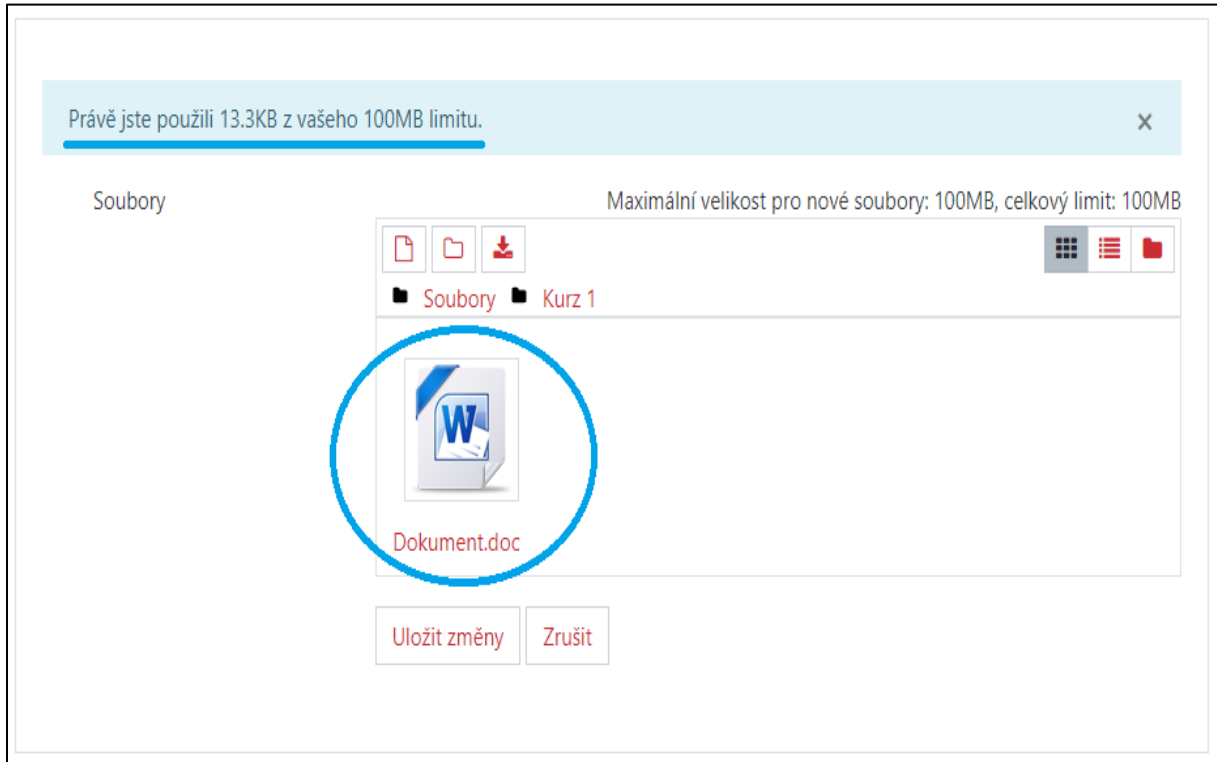 Právě jste použili 13.3KB z vašeho 100MB limitu.
Soubory
Maximální velikost pro nové soubory: 100MB, celkový limit: 100MB
Soubory Kurz 1
W
Dokument.doc
Uložit změny Zrušit